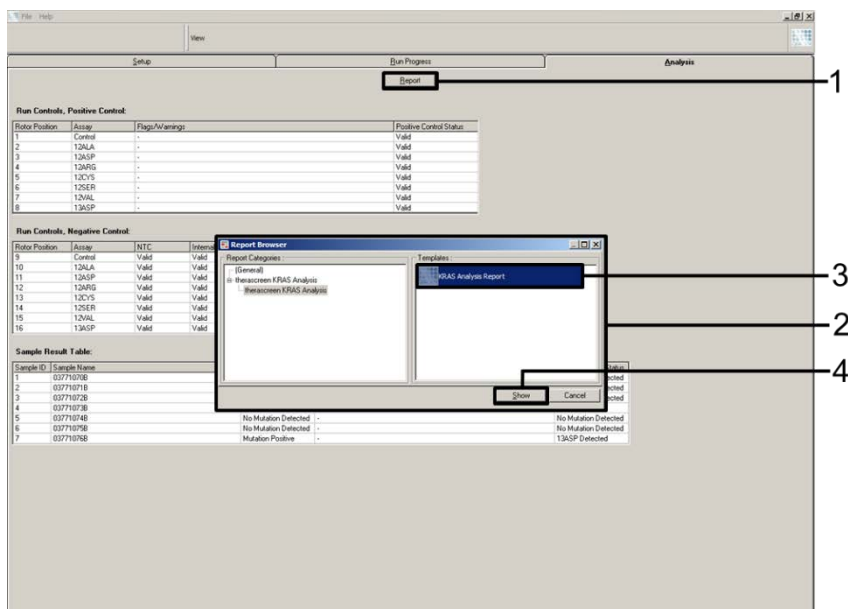 File Help
View
Setup Run Progress Analysis
Report
1
Run Controls, Positive Control:
Rotor Position Assay Flags/Warnings Positive Control Status
1 Control - Valid
2 12ALA - Valid
3 12ASP - Valid
4 12ARG - Valid
5 12CYS - Valid
6 12SER - Valid
7 12VAL - Valid
8 13ASP - Valid
Run Controls, Negative Control:
Rotor Position Assay NTC Internal
9 Control Valid Valid
10 12ALA Valid Valid
11 12ASP Valid Valid
12 12ARG Valid Valid
13 12CYS Valid Valid
14 12SER Valid Valid
15 12VAL Valid Valid
16 13ASP Valid Valid
Report Browser
Report Categories :
(General)
therascreen KRAS Analysis
therascreen KRAS Analysis
Templates :
KRAS Analysis Report
3
2
4
Show Cancel
Sample Result Table:
Sample ID Sample Name Status
1 03771070B ected
2 03771071B ected
3 03771072B ected
4 03771073B
5 03771074B No Mutation Detected - No Mutation Detected
6 03771075B No Mutation Detected - No Mutation Detected
7 03771076B Mutation Positive - 13ASP Detected